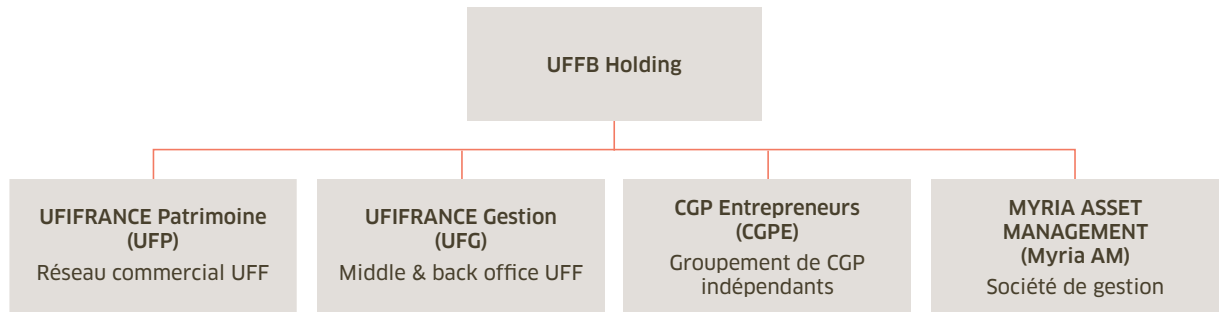 UFFB Holding
UFIFRANCE Patrimoine
(UFP)
Réseau commercial UFF
UFIFRANCE Gestion
(UFG)
Middle & back office UFF
CGP Entrepreneurs
(CGPE)
Groupement de CGP
indépendants
MYRIA ASSET
MANAGEMENT
(Myria AM)
Société de gestion